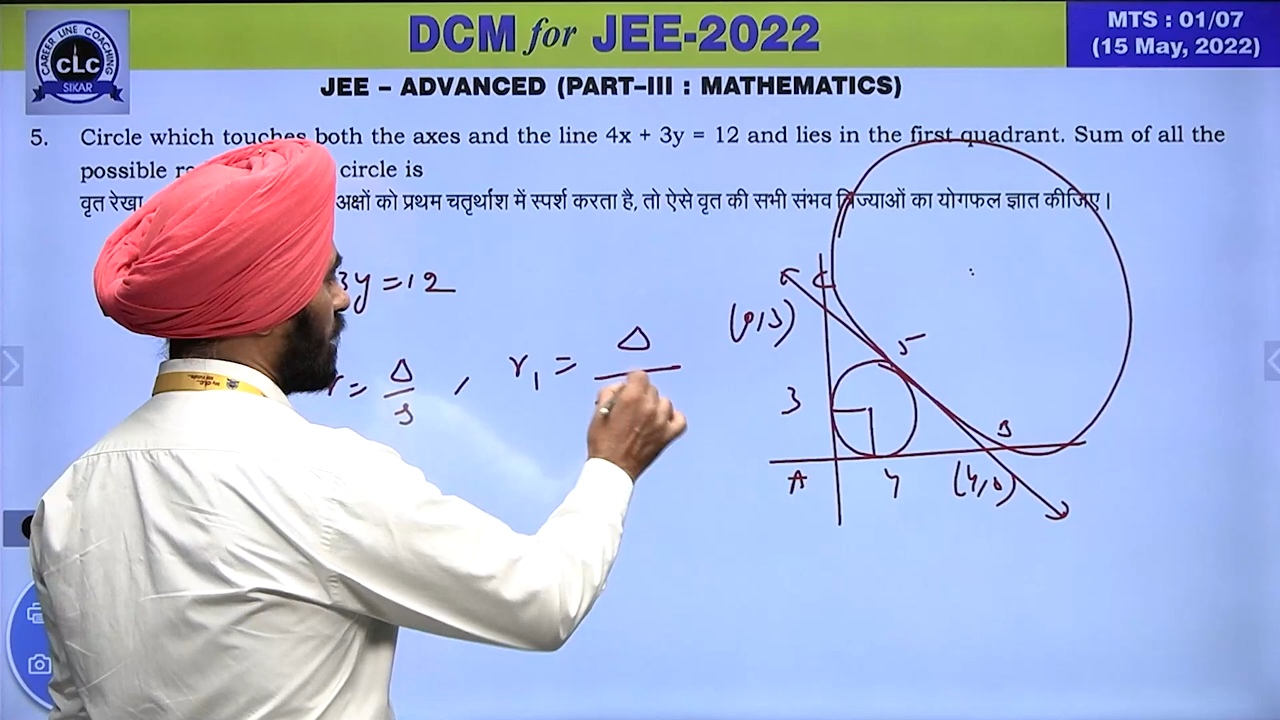 DCM for JEE-2022
MTS : 01/07
(15 May, 2022)
CAREER LINE COACHING
CLC
SIKAR
JEE – ADVANCED (PART–III : MATHEMATICS)
5. Circle which touches both the axes and the line 4x + 3y = 12 and lies in the first quadrant. Sum of all the
possible circle is
वृत रेखा अक्षों को प्रथम चतुर्थांश में स्पर्श करता है, तो ऐसे वृत की सभी संभव त्रिज्याओं का योगफल ज्ञात कीजिए।
3y = 12
r = Δ/s , r₁ = Δ
C
(0,3)
5
3
B
A
4
(4,0)